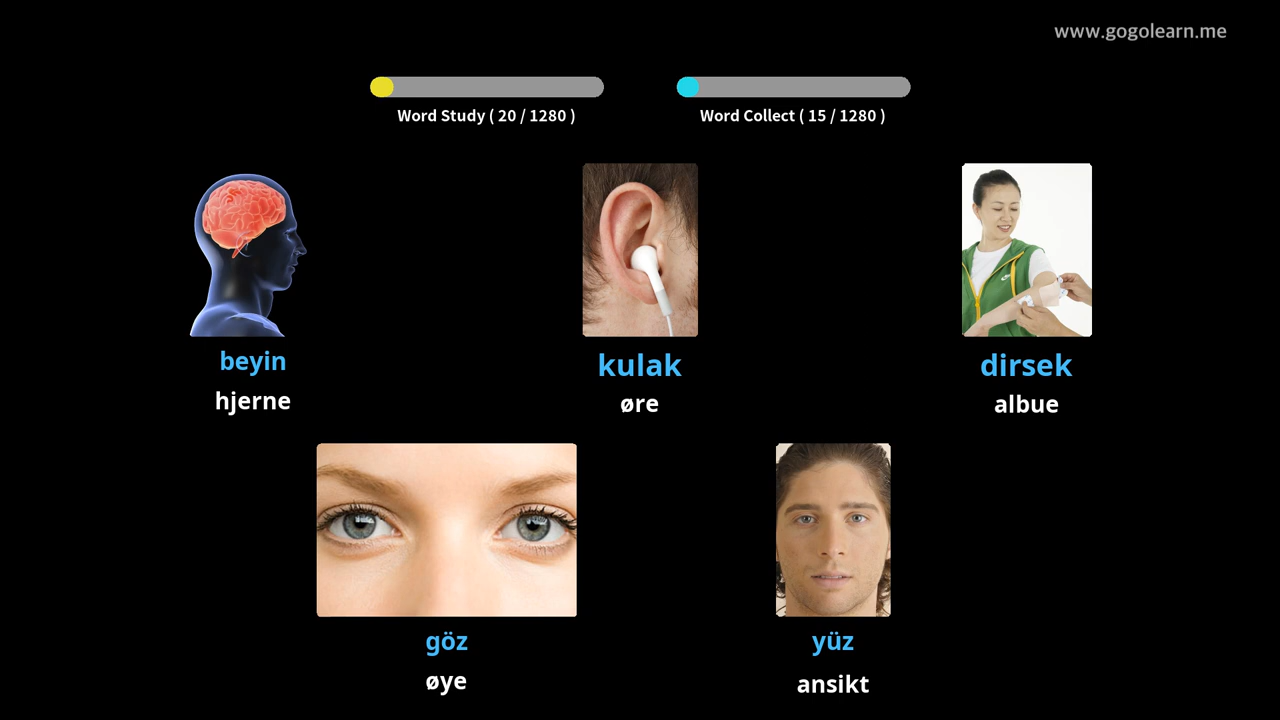 www.gogolearn.me
Word Study ( 20 / 1280 )
Word Collect ( 15 / 1280 )
beyin
hjerne
kulak
øre
dirsek
albue
göz
øye
yüz
ansikt